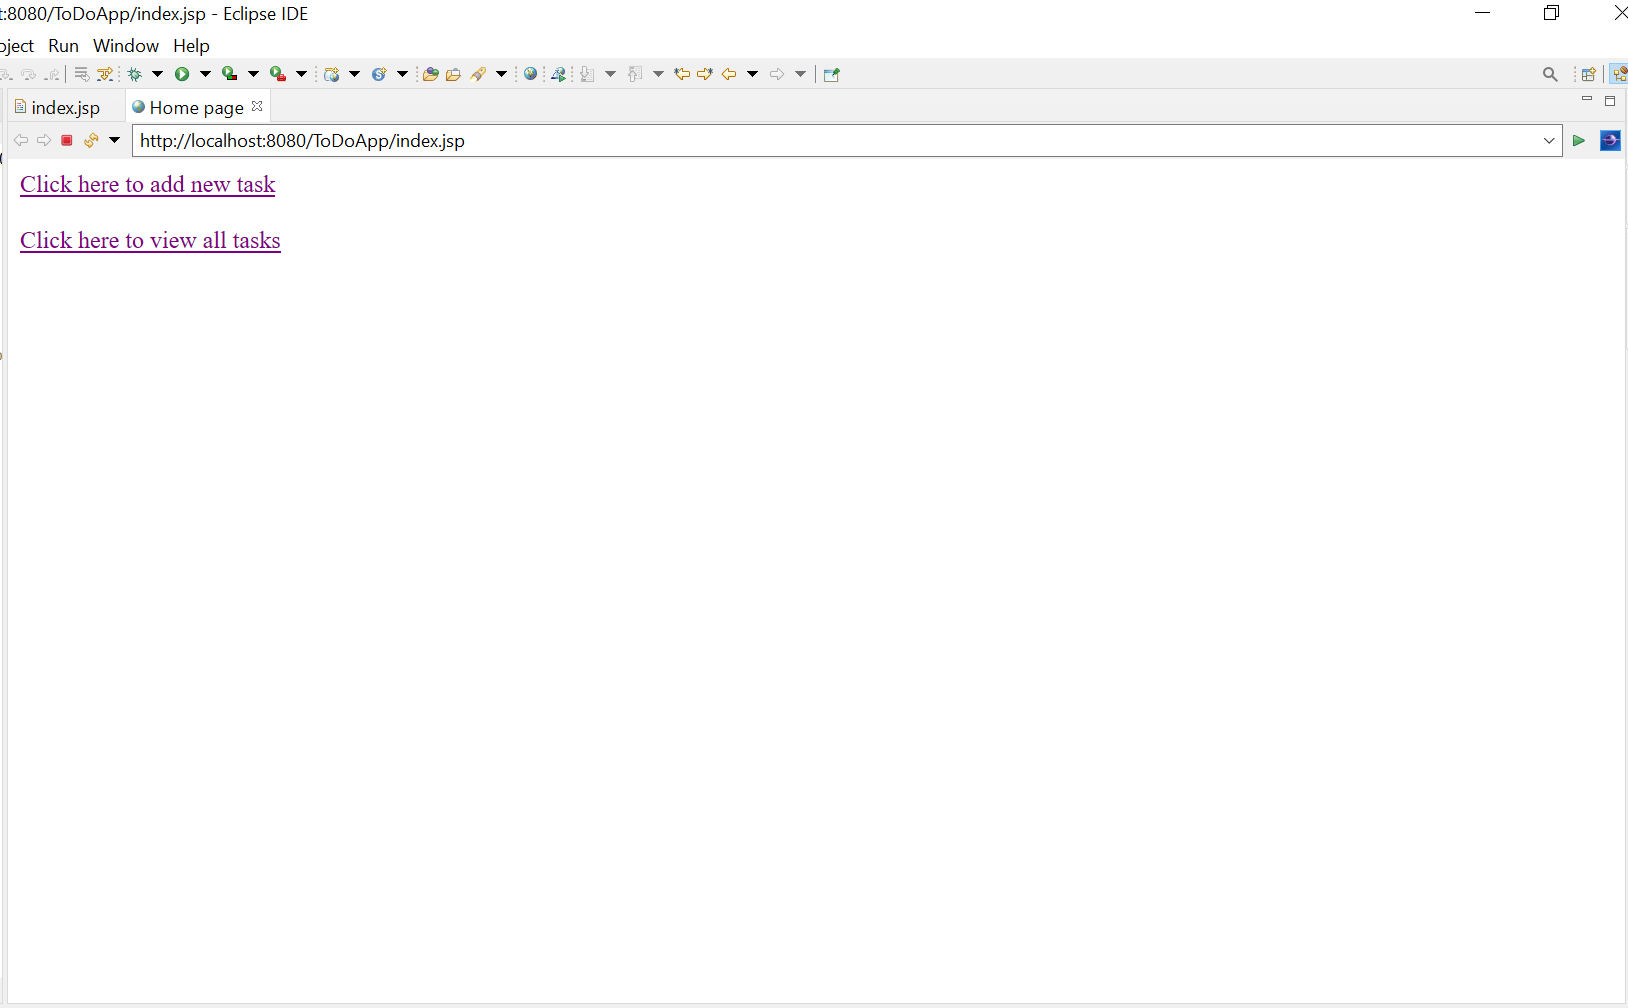 t:8080/ToDoApp/index.jsp - Eclipse IDE
oject Run Window Help
index.jsp Home page
http://localhost:8080/ToDoApp/index.jsp
Click here to add new task
Click here to view all tasks